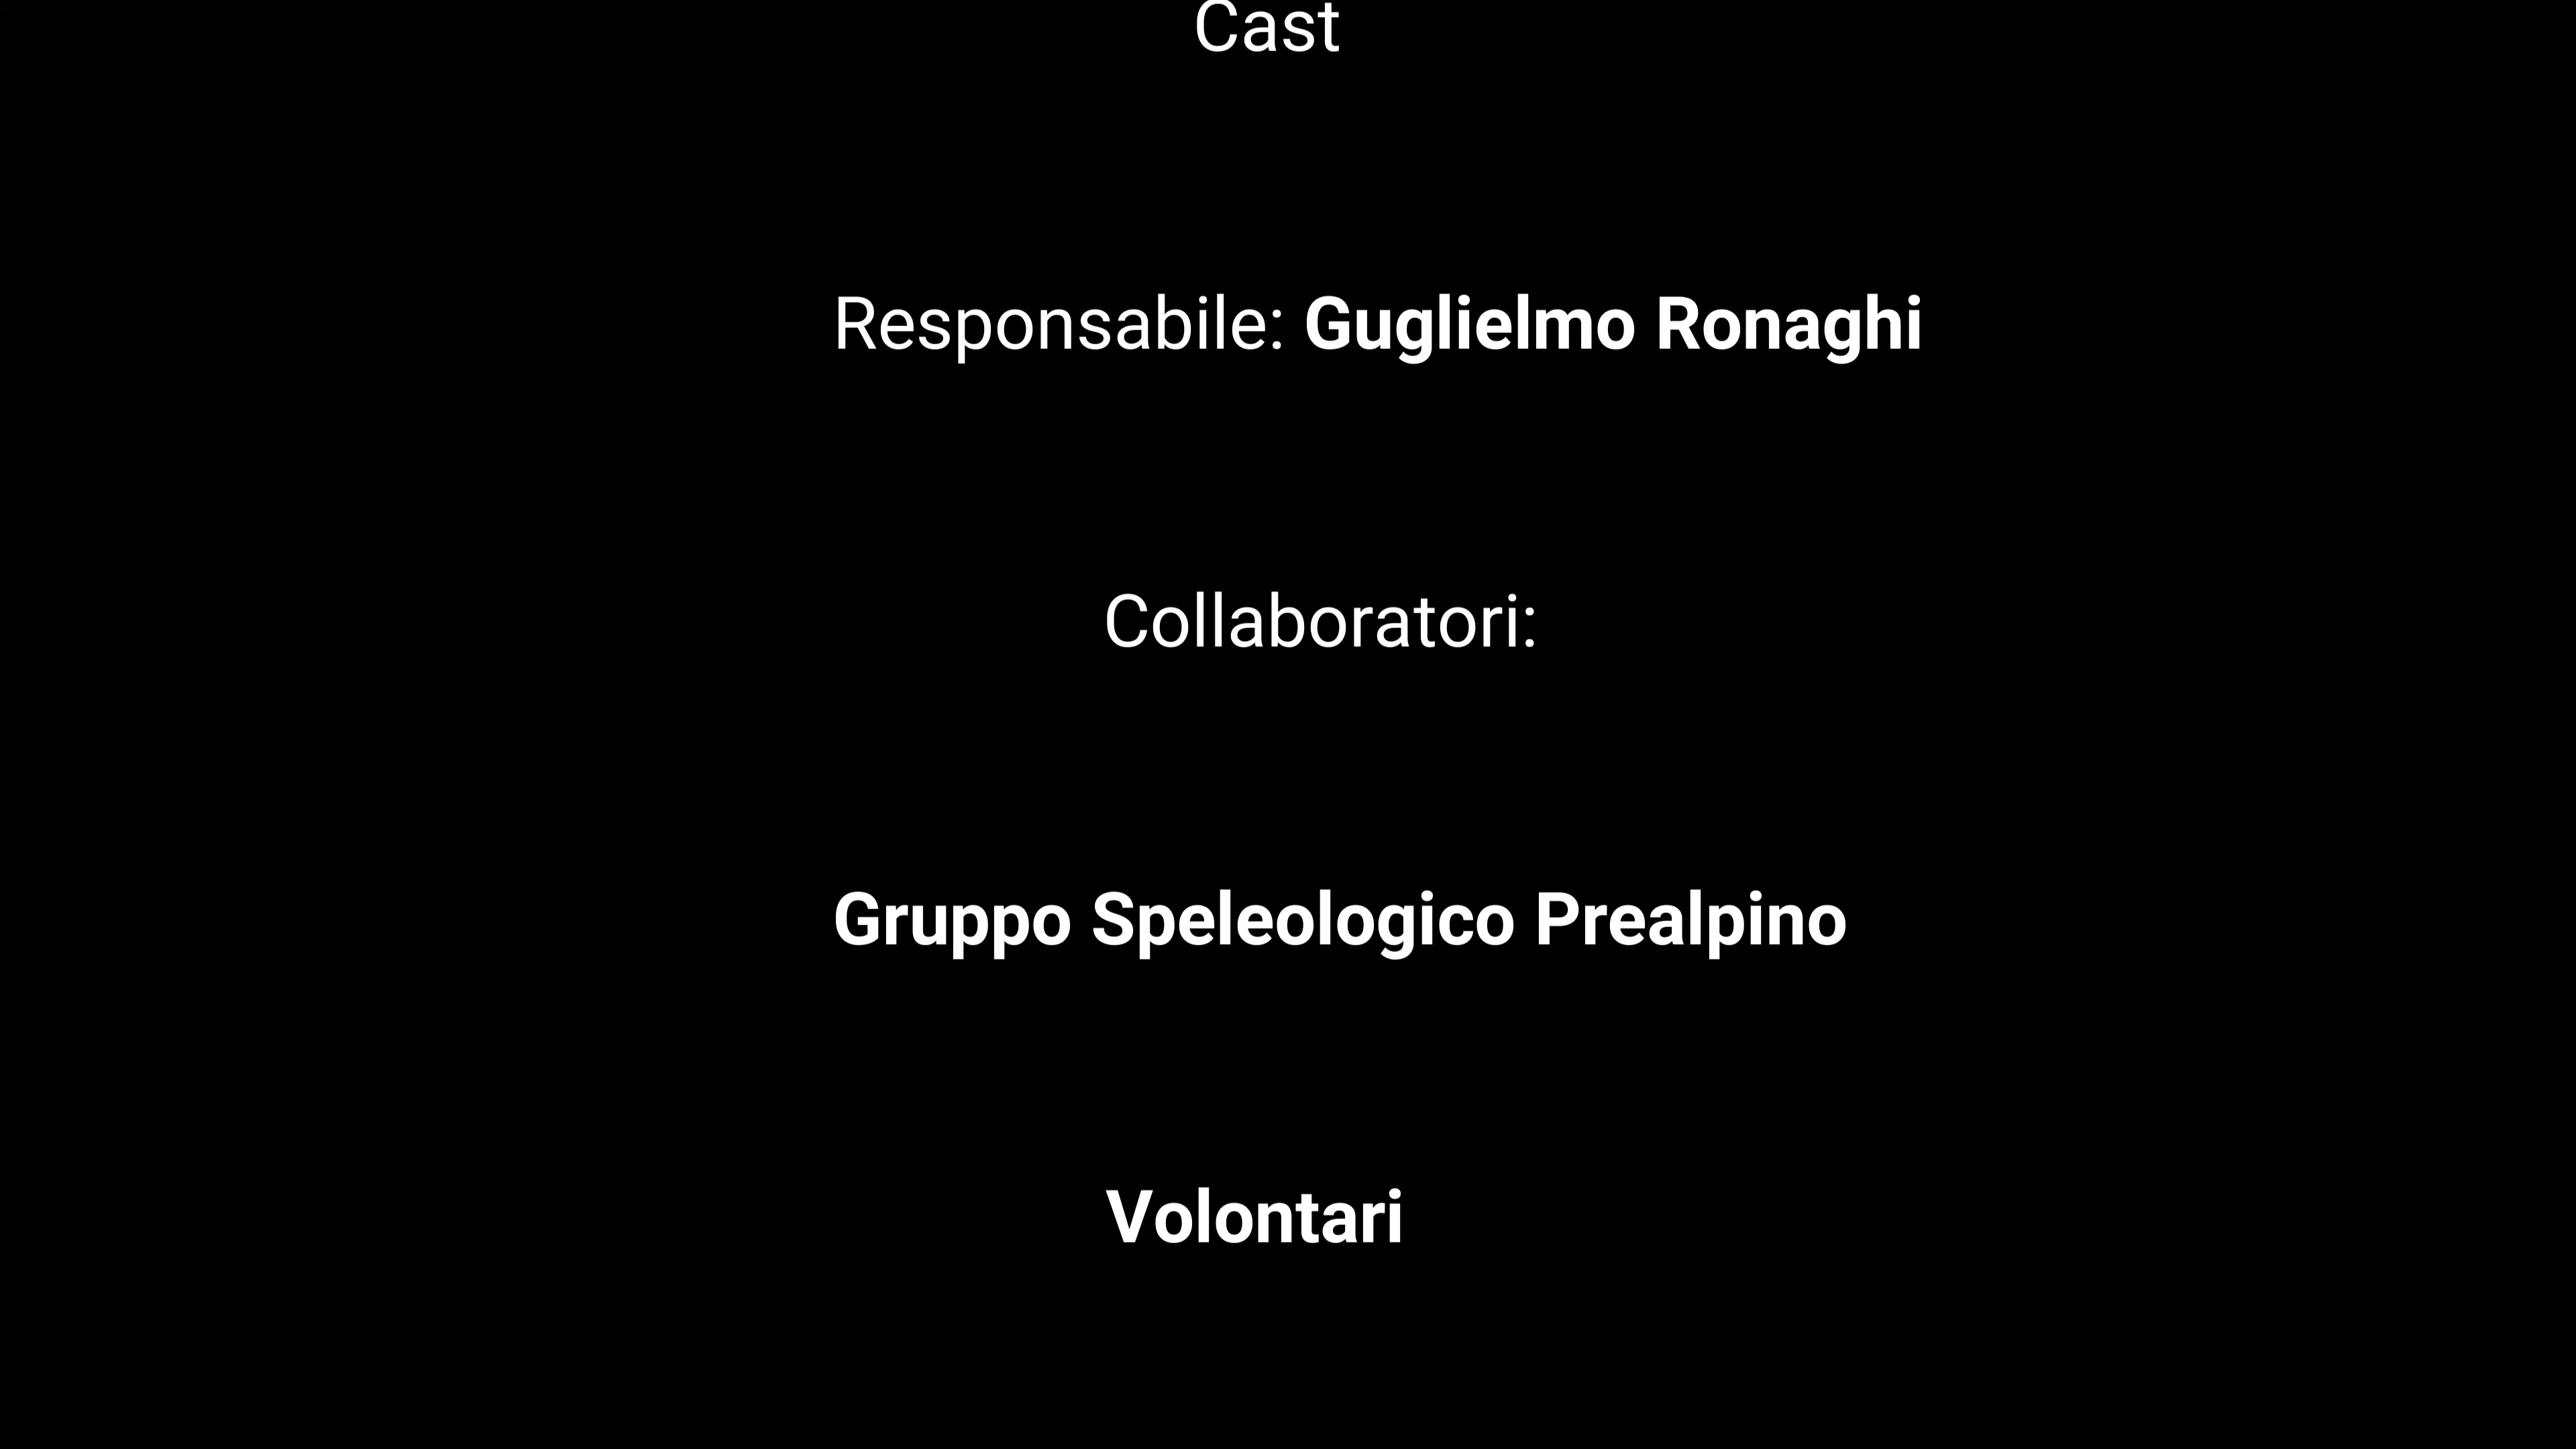 Cast
Responsabile: Guglielmo Ronaghi
Collaboratori:
Gruppo Speleologico Prealpino
Volontari